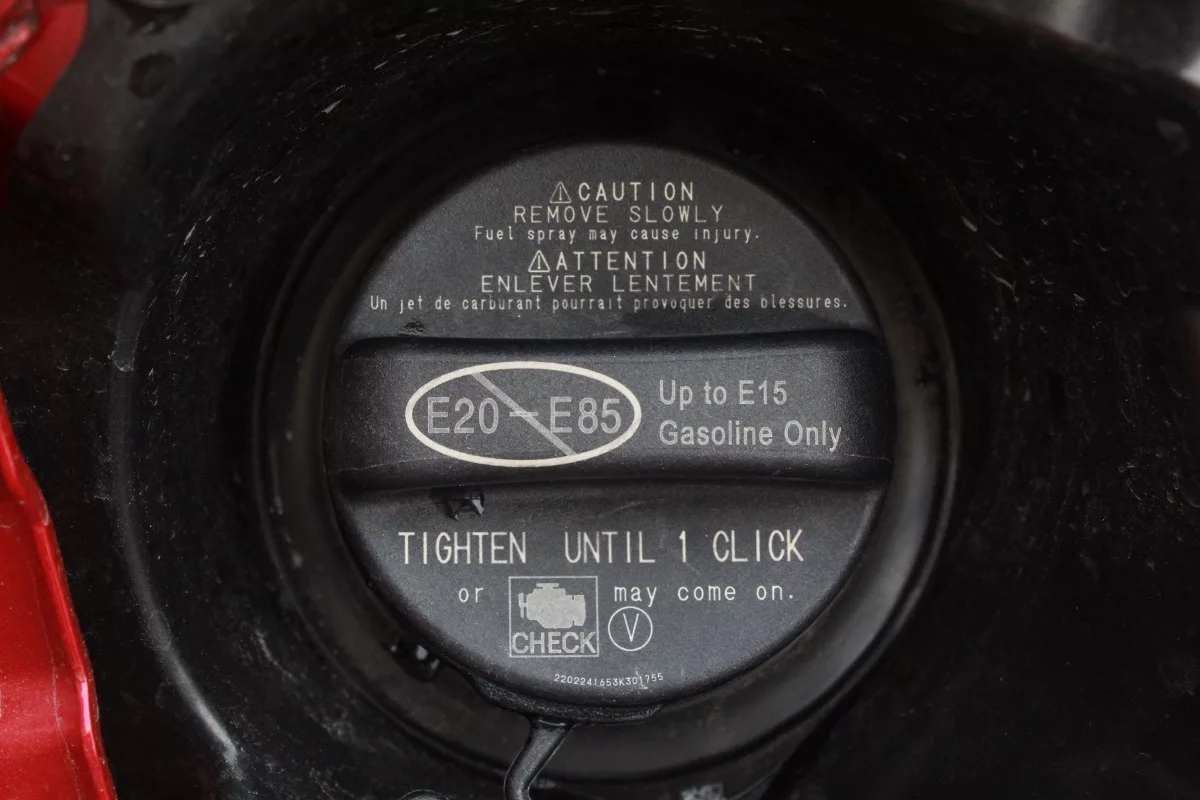 ⚠CAUTION
REMOVE SLOWLY
Fuel spray may cause injury.
⚠ATTENTION
ENLEVER LENTEMENT
Un jet de carburant pourrait provoquer des blessures.
E20–E85
Up to E15
Gasoline Only
TIGHTEN UNTIL 1 CLICK
or CHECK may come on.
V
2202241653K301755